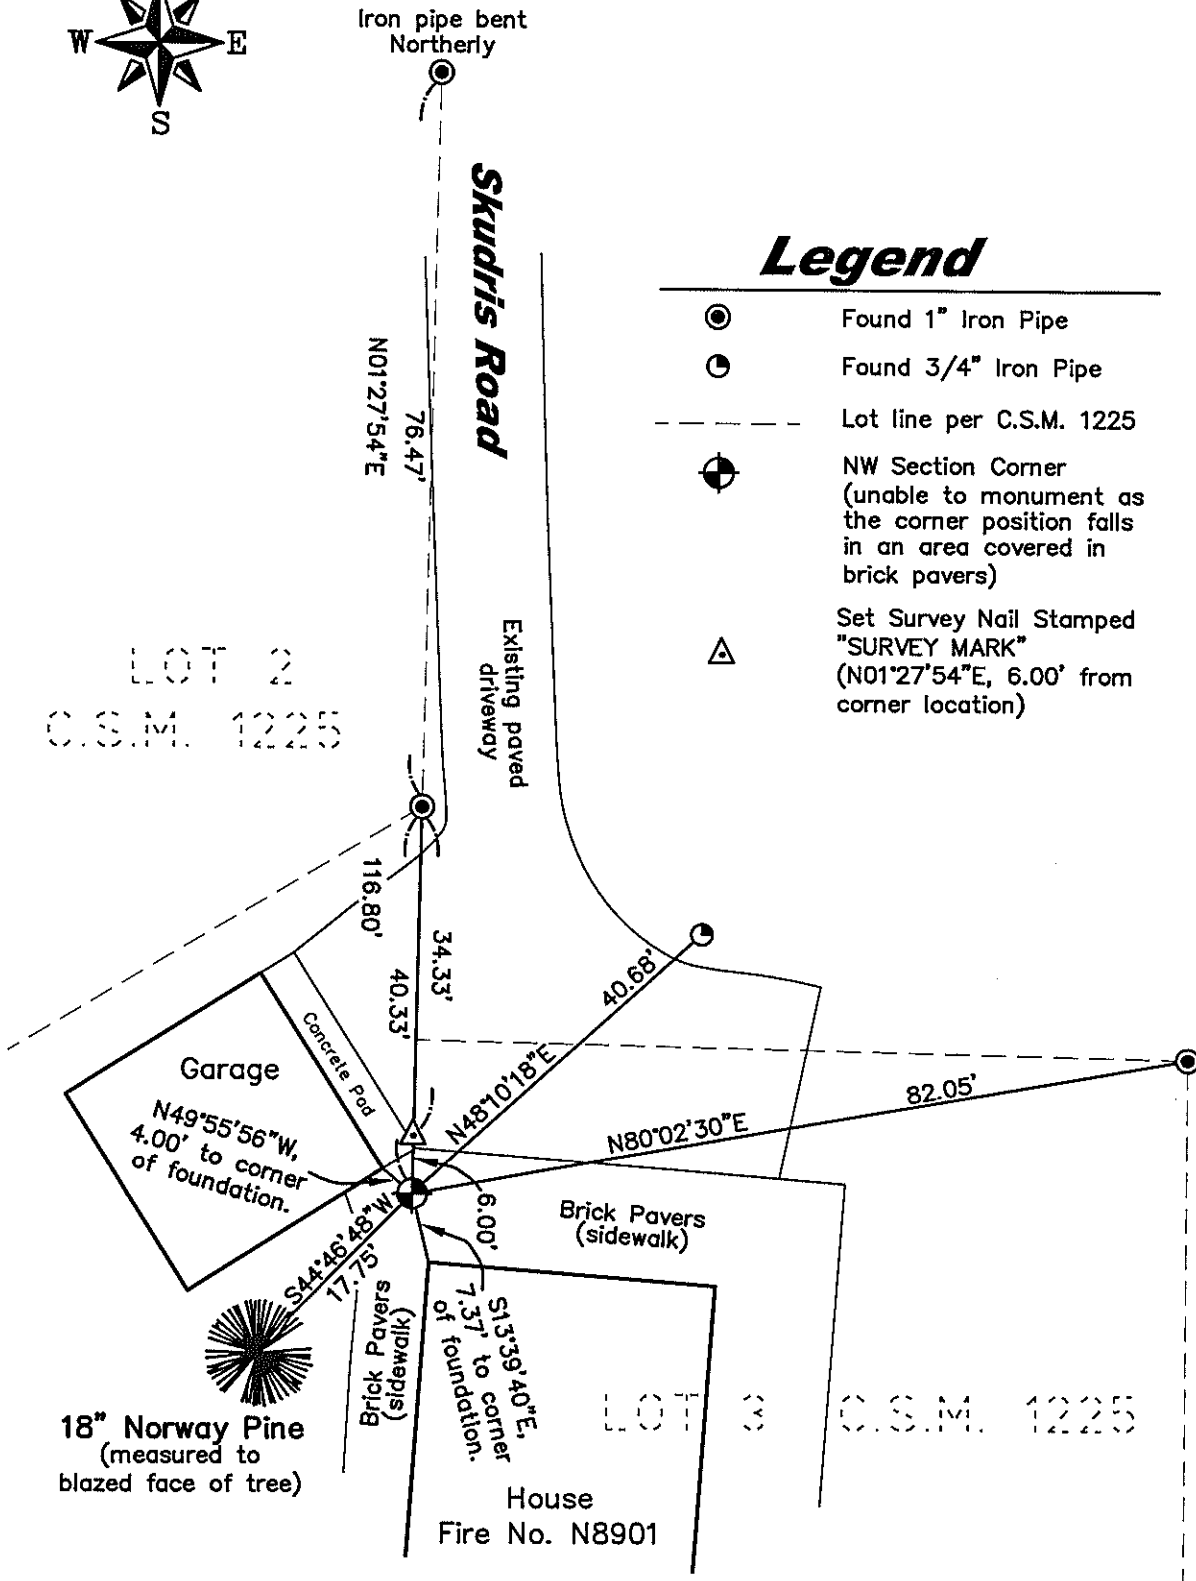 Iron pipe bent
Northerly
W
E
S
Skudris Road
Legend
Found 1" Iron Pipe
Found 3/4" Iron Pipe
Lot line per C.S.M. 1225
NW Section Corner
(unable to monument as
the corner position falls
in an area covered in
brick pavers)
Set Survey Nail Stamped
"SURVEY MARK"
(N01°27'54"E, 6.00' from
corner location)
76.47'
N01°27'54"E
Existing paved
driveway
LOT 2
C.S.M. 1225
116.80'
34.33'
40.33'
40.68'
N48°10'18"E
82.05'
N80°02'30"E
Concrete Pad
Garage
N49°55'56"W,
4.00' to corner
of foundation.
6.00'
Brick Pavers
(sidewalk)
S44°46'48"W
17.75'
Brick Pavers
(sidewalk)
S13°39'40"E,
7.37' to corner
of foundation.
LOT 3 C.S.M. 1225
18" Norway Pine
(measured to
blazed face of tree)
House
Fire No. N8901